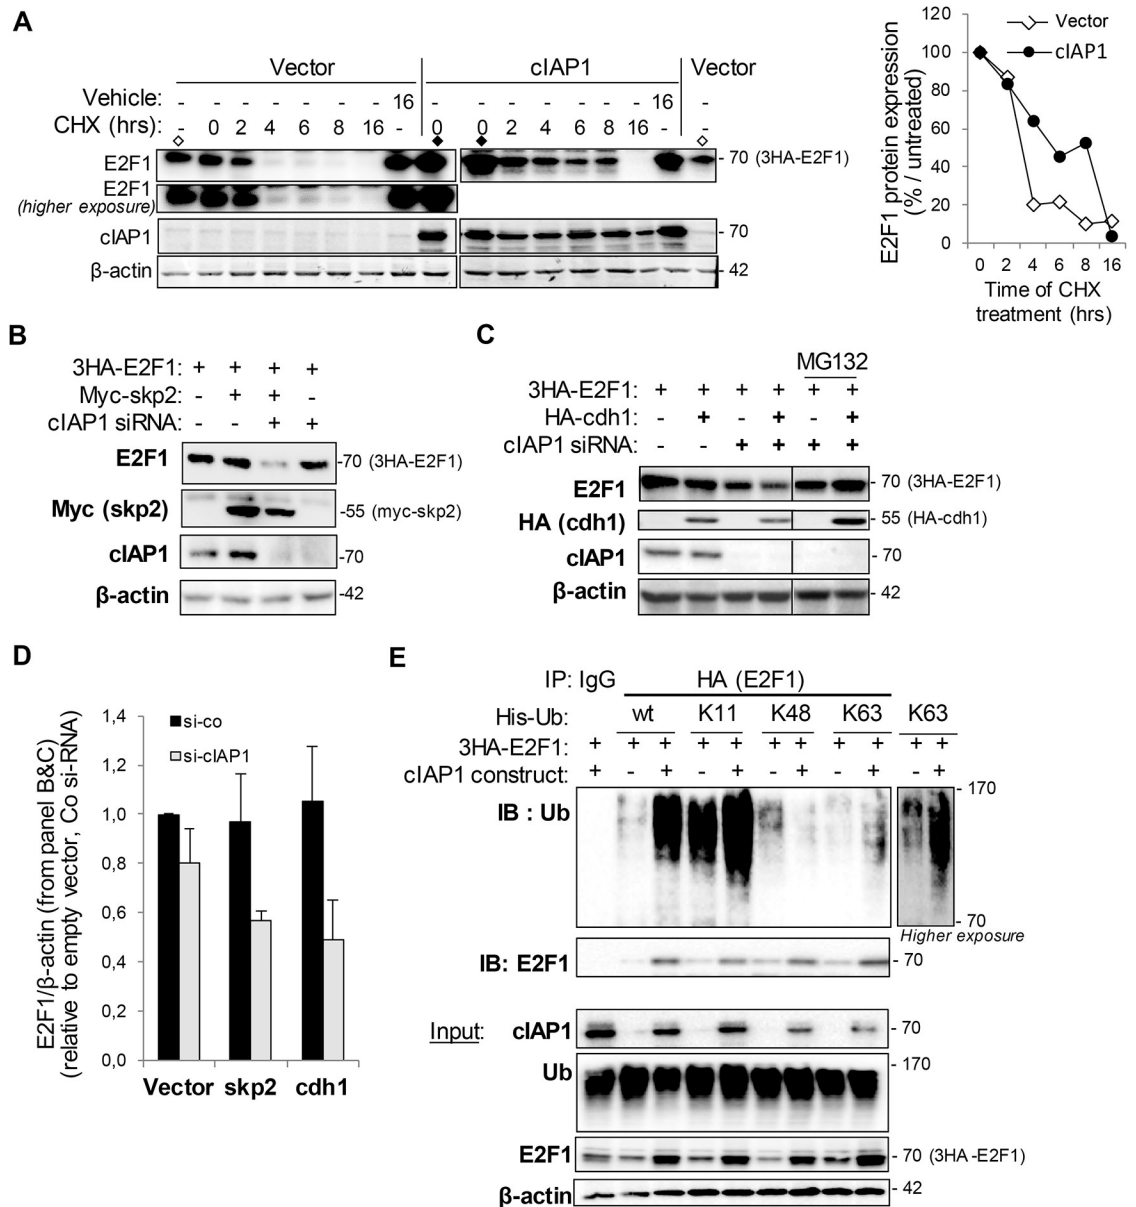 A
Vector cIAP1 Vector
Vehicle: - - - - - - 16 - - - - - - 16 -
CHX (hrs): - 0 2 4 6 8 16 - 0 0 2 4 6 8 16 - -
E2F1 - 70 (3HA-E2F1)
E2F1
(higher exposure)
cIAP1 - 70
β-actin - 42
E2F1 protein expression
(% / untreated)
120
100
80
60
40
20
0
Vector
cIAP1
0 2 4 6 8 16
Time of CHX
treatment (hrs)
B
3HA-E2F1: + + + +
Myc-skp2: - + + -
cIAP1 siRNA: - - + +
E2F1 -70 (3HA-E2F1)
Myc (skp2) -55 (myc-skp2)
cIAP1 -70
β-actin -42
C
MG132
3HA-E2F1: + + + + + +
HA-cdh1: - + - + - +
cIAP1 siRNA: - - + + + +
E2F1 - 70 (3HA-E2F1)
HA (cdh1) - 55 (HA-cdh1)
cIAP1 - 70
β-actin - 42
D
E2F1/β-actin (from panel B&C)
(relative to empty vector, Co si-RNA)
1,4
1,2
1,0
0,8
0,6
0,4
0,2
0,0
si-co
si-cIAP1
Vector skp2 cdh1
E
IP: IgG HA (E2F1)
His-Ub: wt K11 K48 K63 K63
3HA-E2F1: + + + + + + + + + + +
cIAP1 construct: + - + - + - + - + - +
IB : Ub - 170
- 70
Higher exposure
IB: E2F1 - 70
Input: cIAP1 - 70
Ub - 170
E2F1 - 70 (3HA-E2F1)
β-actin - 42